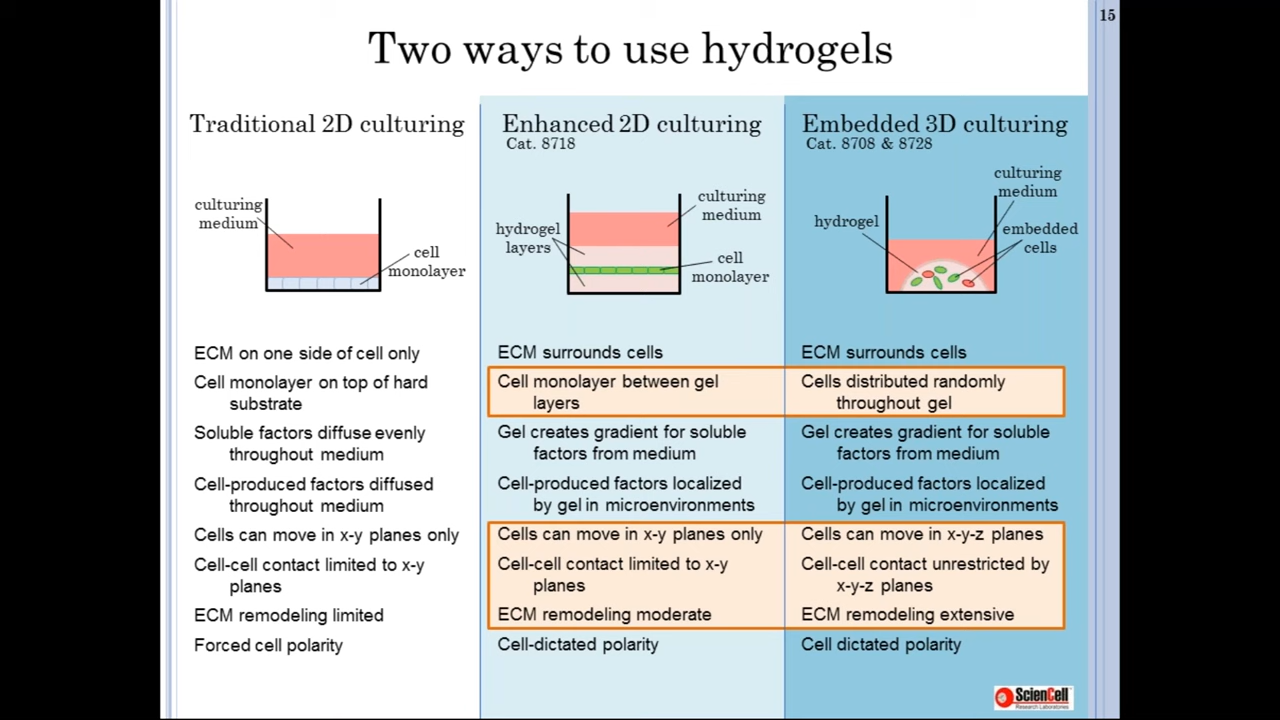 15
Two ways to use hydrogels
Traditional 2D culturing
culturing
medium
cell
monolayer
ECM on one side of cell only
Cell monolayer on top of hard
substrate
Soluble factors diffuse evenly
throughout medium
Cell-produced factors diffused
throughout medium
Cells can move in x-y planes only
Cell-cell contact limited to x-y
planes
ECM remodeling limited
Forced cell polarity
Enhanced 2D culturing
Cat. 8718
culturing
medium
hydrogel
layers
cell
monolayer
ECM surrounds cells
Cell monolayer between gel
layers
Gel creates gradient for soluble
factors from medium
Cell-produced factors localized
by gel in microenvironments
Cells can move in x-y planes only
Cell-cell contact limited to x-y
planes
ECM remodeling moderate
Cell-dictated polarity
Embedded 3D culturing
Cat. 8708 & 8728
culturing
medium
hydrogel
embedded
cells
ECM surrounds cells
Cells distributed randomly
throughout gel
Gel creates gradient for soluble
factors from medium
Cell-produced factors localized
by gel in microenvironments
Cells can move in x-y-z planes
Cell-cell contact unrestricted by
x-y-z planes
ECM remodeling extensive
Cell dictated polarity
ScienCell
Research Laboratories